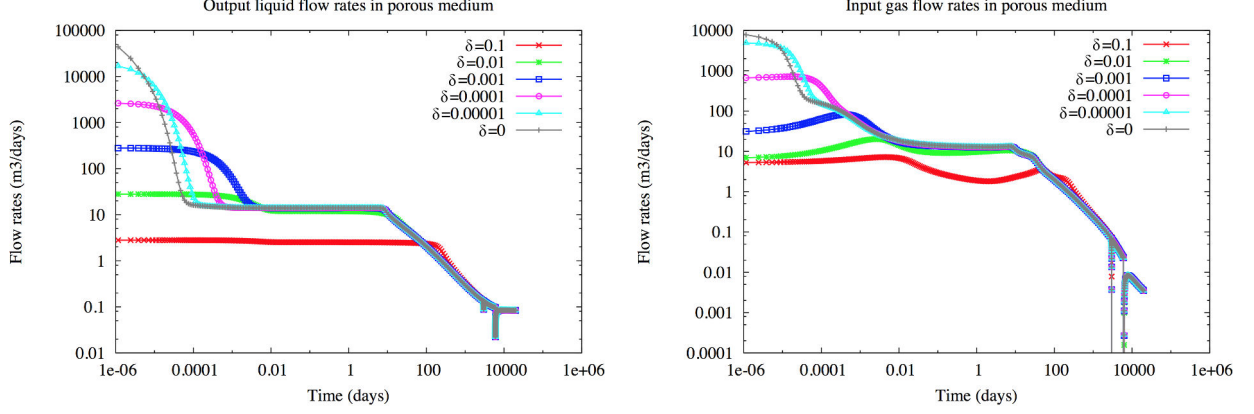 Output liquid flow rates in porous medium
Flow rates (m3/days)
100000
10000
1000
100
10
1
0.1
0.01
δ=0.1
δ=0.01
δ=0.001
δ=0.0001
δ=0.00001
δ=0
1e-06 0.0001 0.01 1 100 10000 1e+06
Time (days)
Input gas flow rates in porous medium
Flow rates (m3/days)
10000
1000
100
10
1
0.1
0.01
0.001
0.0001
δ=0.1
δ=0.01
δ=0.001
δ=0.0001
δ=0.00001
δ=0
1e-06 0.0001 0.01 1 100 10000 1e+06
Time (days)